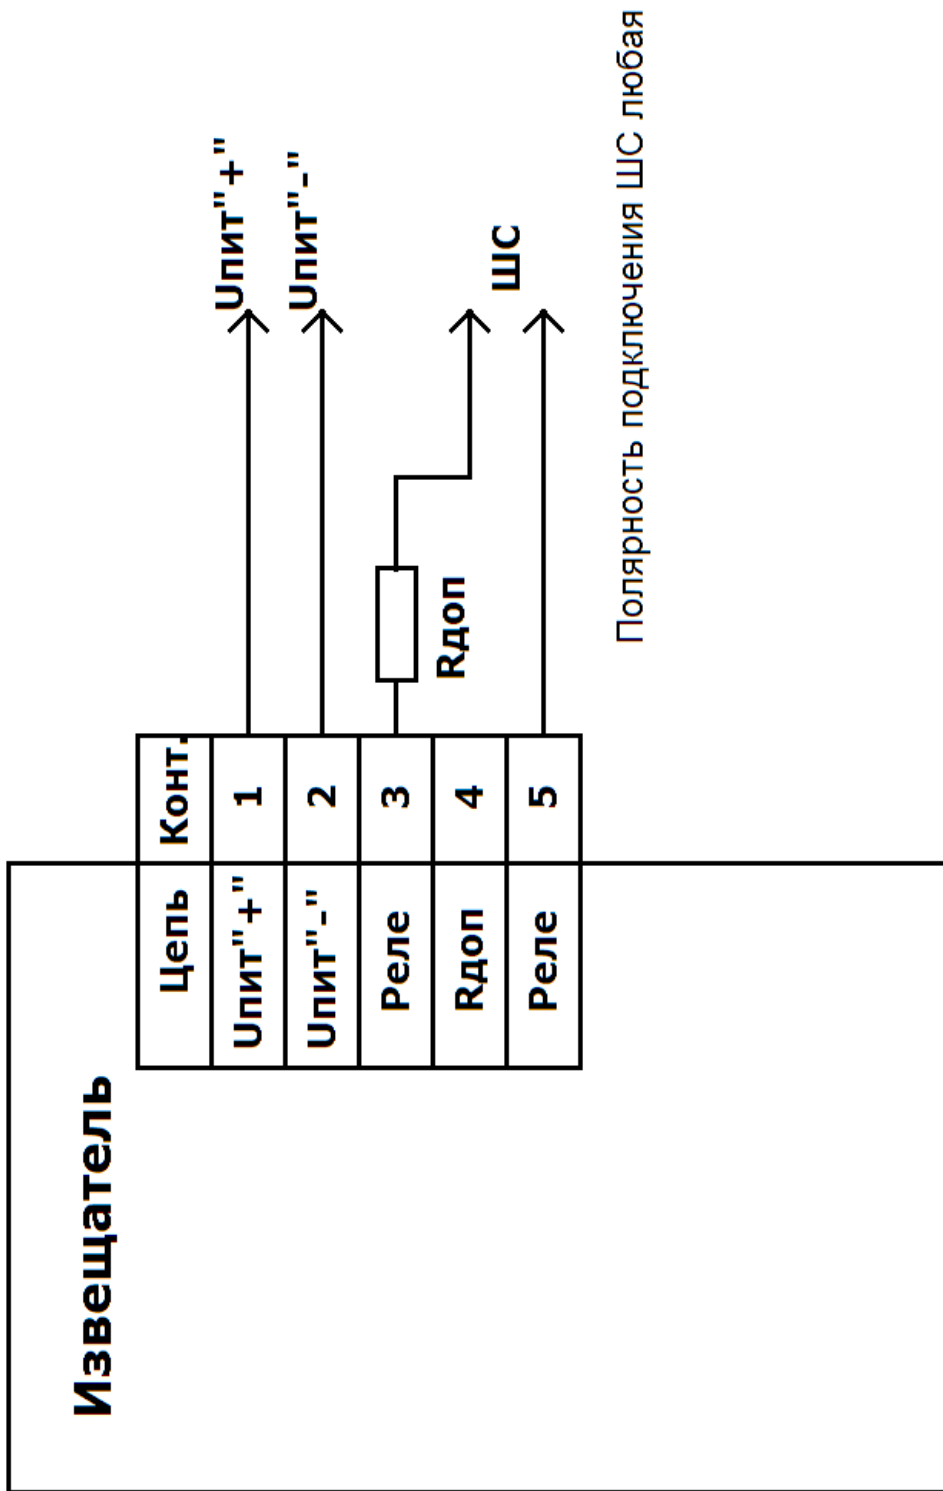 Извещатель
Цепь Конт.
Uпит"+" 1 Uпит"+"
Uпит"-" 2 Uпит"-"
Реле 3
Rдоп
Rдоп 4
ШС
Реле 5
Полярность подключения ШС любая